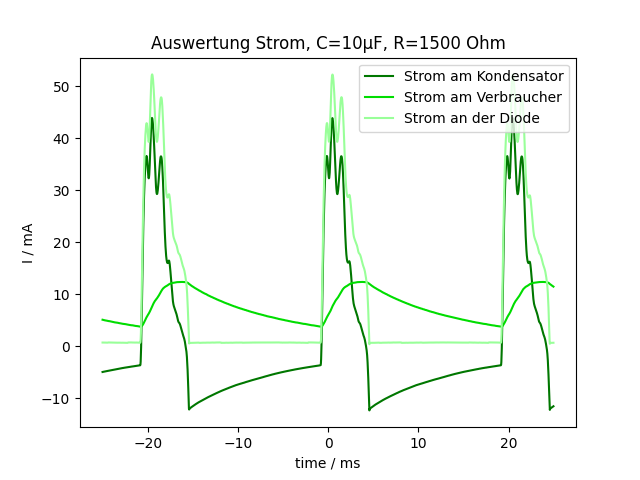 Auswertung Strom, C=10μF, R=1500 Ohm
Strom am Kondensator
Strom am Verbraucher
Strom an der Diode
I / mA
50
40
30
20
10
0
−10
−20
−10
0
10
20
time / ms